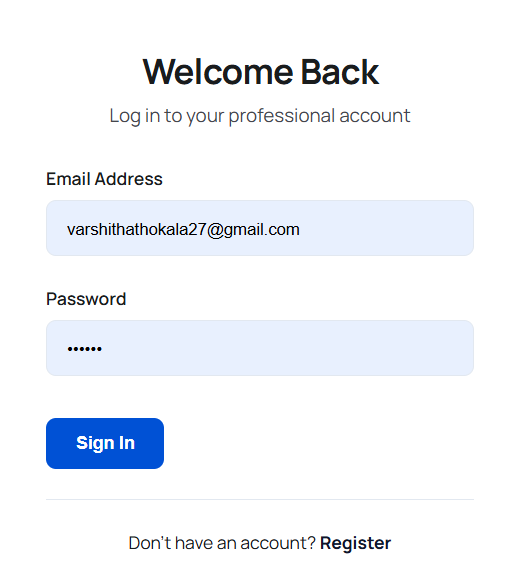 Welcome Back
Log in to your professional account
Email Address
varshithathokala27@gmail.com
Password
••••••
Sign In
Don't have an account? Register